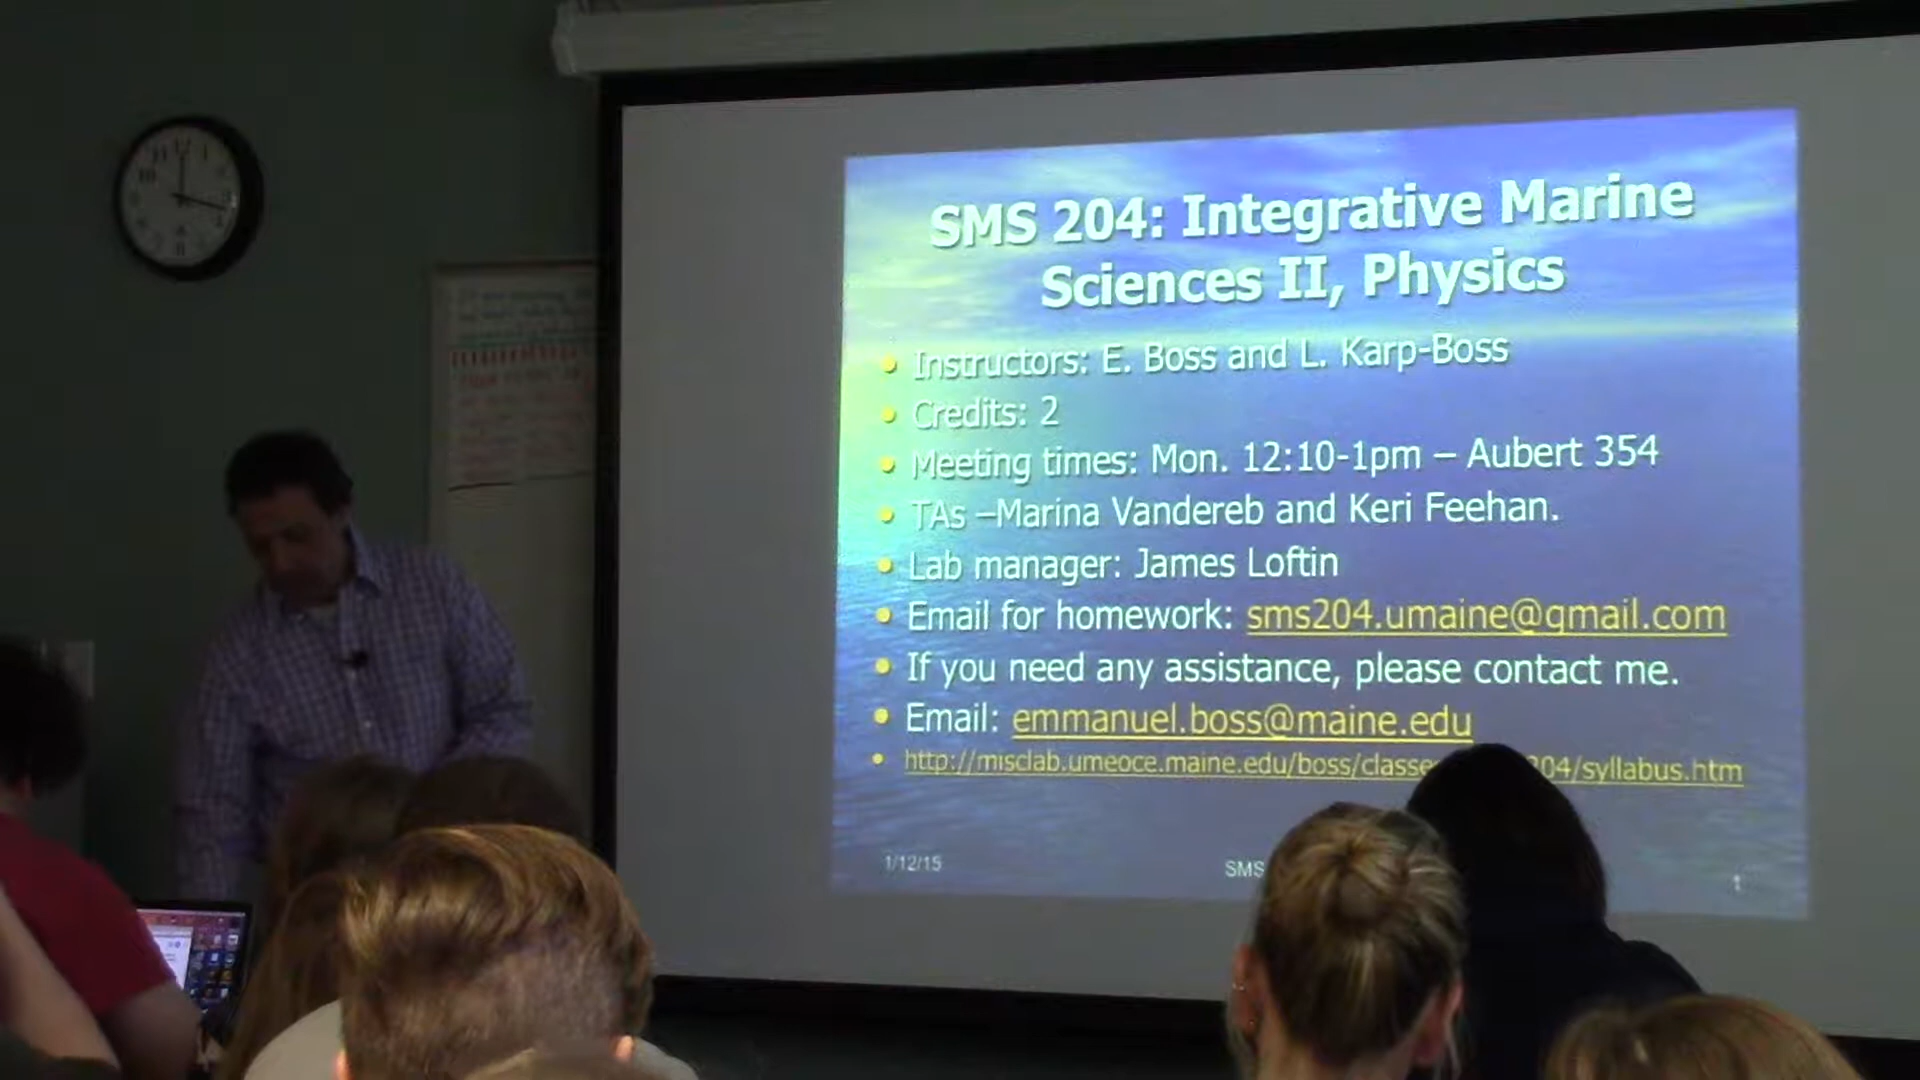 SMS 204: Integrative Marine
Sciences II, Physics
Instructors: E. Boss and L. Karp-Boss
Credits: 2
Meeting times: Mon. 12:10-1pm – Aubert 354
TAs –Marina Vandereb and Keri Feehan.
Lab manager: James Loftin
Email for homework: sms204.umaine@gmail.com
If you need any assistance, please contact me.
Email: emmanuel.boss@maine.edu
http://misclab.umeoce.maine.edu/boss/classe 204/syllabus.htm
1/12/15 SMS 1